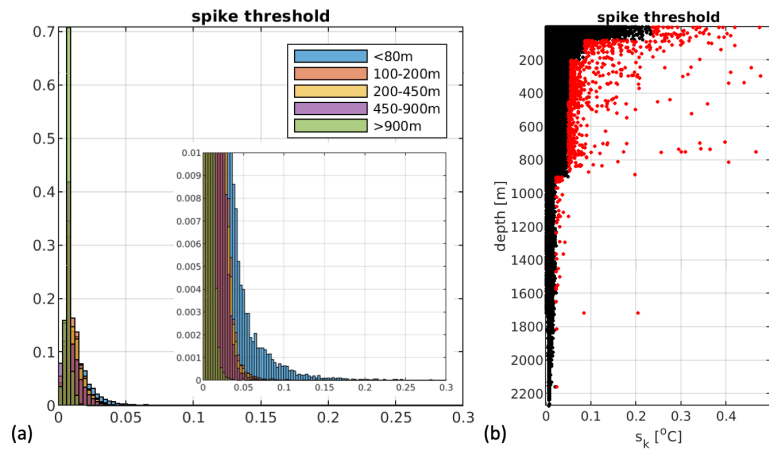 spike threshold
0.7
0.6
0.5
0.4
0.3
0.2
0.1
0
<80m
100-200m
200-450m
450-900m
>900m
0.01
0.009
0.008
0.007
0.006
0.005
0.004
0.003
0.002
0.001
0
0.05
0.1
0.15
0.2
0.25
0.3
0 0.05 0.1 0.15 0.2 0.25 0.3
(a)
spike threshold
200
400
600
800
1000
1200
1400
1600
1800
2000
2200
depth [m]
0 0.1 0.2 0.3 0.4
s_k [°C]
(b)